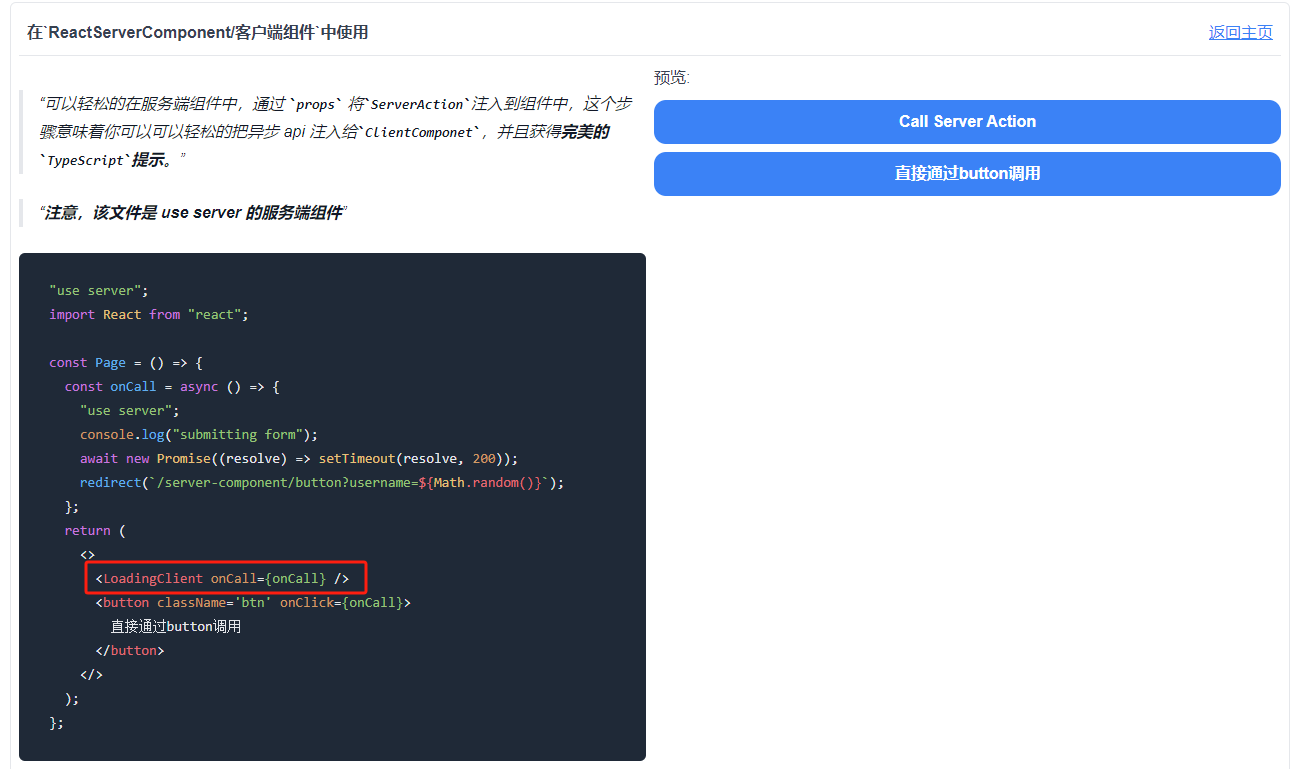 在`ReactServerComponent/客户端组件`中使用
返回主页
“可以轻松的在服务端组件中，通过 `props` 将`ServerAction`注入到组件中，这个步
骤意味着你可以可以轻松的把异步 api 注入给`ClientComponet`，并且获得完美的
`TypeScript`提示。”
“注意，该文件是 use server 的服务端组件”
"use server";
import React from "react";
const Page = () => {
  const onCall = async () => {
    "use server";
    console.log("submitting form");
    await new Promise((resolve) => setTimeout(resolve, 200));
    redirect(`/server-component/button?username=${Math.random()}`);
  };
  return (
    <>
      <LoadingClient onCall={onCall} />
      <button className='btn' onClick={onCall}>
        直接通过button调用
      </button>
    </>
  );
};
预览:
Call Server Action
直接通过button调用